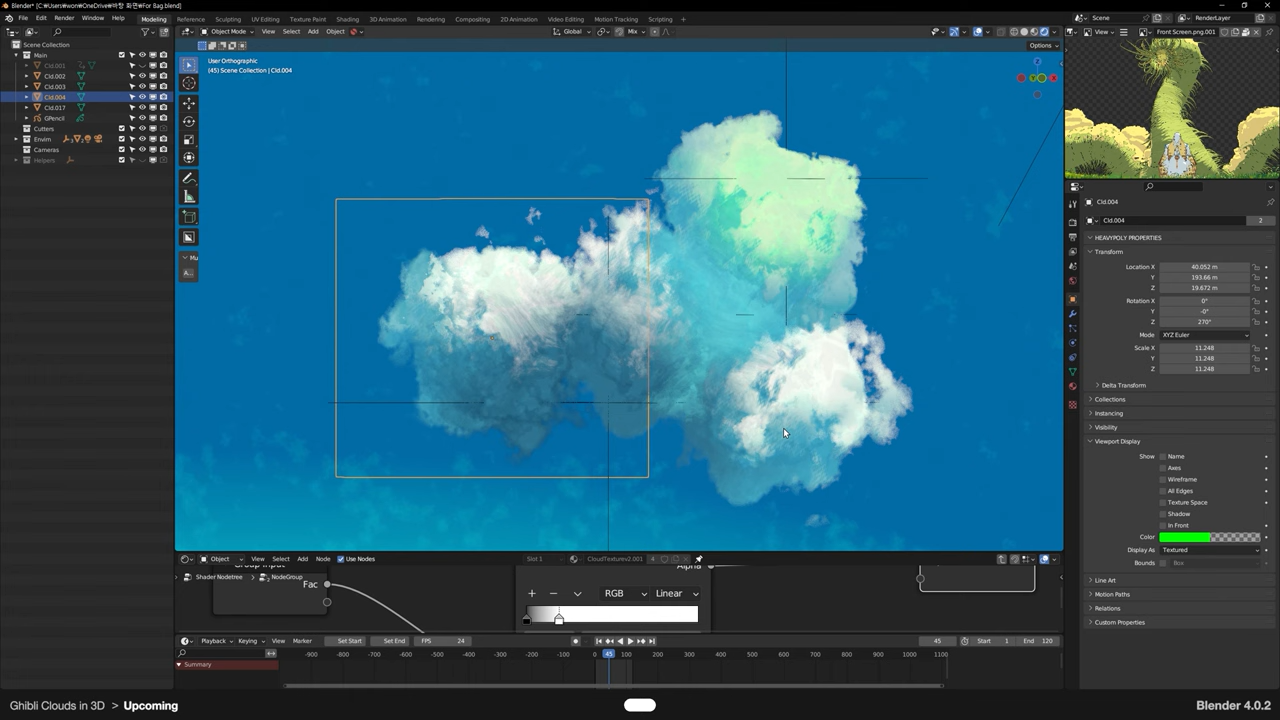 Blender* [C:\Users\won\OneDrive\바탕 화면\For Bag.blend]
File Edit Render Window Help Modeling Reference Sculpting UV Editing Texture Paint Shading 3D Animation Rendering Compositing 2D Animation Video Editing Motion Tracking Scripting + Scene RenderLayer
Object Mode View Select Add Object Global Mix View Front Screen.png.001
Options
Scene Collection
Main
Cld.001
Cld.002
Cld.003
Cld.004
Cld.017
GPencil
Cutters
Envirn
Cameras
Helpers
User Orthographic
(45) Scene Collection | Cld.004
Mu
A..
Cld.004
Cld.004 2
HEAVYPOLY PROPERTIES
Transform
Location X 40.052 m
Y 193.66 m
Z 19.672 m
Rotation X 0°
Y -0°
Z 270°
Mode XYZ Euler
Scale X 11.248
Y 11.248
Z 11.248
Delta Transform
Collections
Instancing
Visibility
Viewport Display
Show Name
Axes
Wireframe
All Edges
Texture Space
Shadow
In Front
Color
Display As Textured
Bounds Box
Line Art
Motion Paths
Relations
Custom Properties
Object View Select Add Node Use Nodes Slot 1 CloudTexturev2.001 4
Group Input Alpha
Shader Nodetree > NodeGroup
Fac
RGB Linear
Playback Keying View Marker Set Start Set End FPS 24 45 Start 1 End 120
-900 -800 -700 -600 -500 -400 -300 -200 -100 0 45 100 200 300 400 500 600 700 800 900 1000 1100
Summary
Ghibli Clouds in 3D > Upcoming
Blender 4.0.2